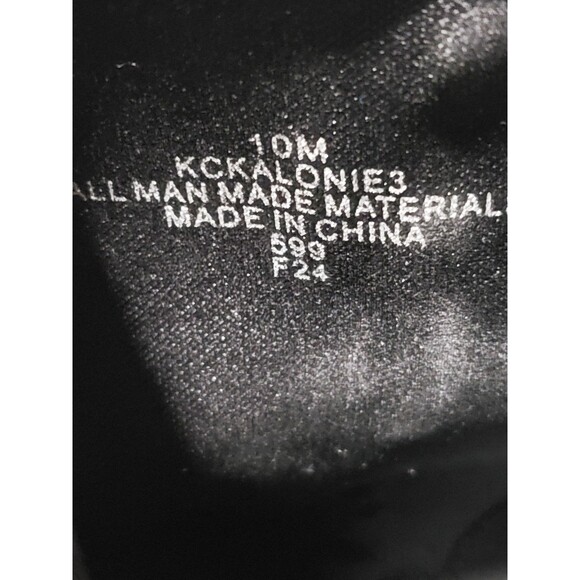 10M
KCKALONIE3
ALL MAN MADE MATERIALS
MADE IN CHINA
599
F24